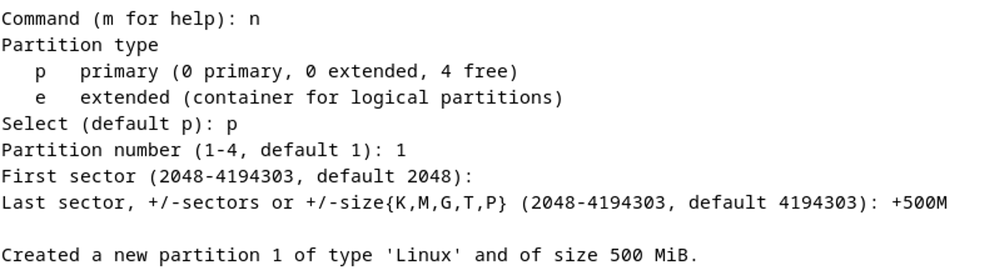 Command (m for help): n
Partition type
   p   primary (0 primary, 0 extended, 4 free)
   e   extended (container for logical partitions)
Select (default p): p
Partition number (1-4, default 1): 1
First sector (2048-4194303, default 2048):
Last sector, +/-sectors or +/-size{K,M,G,T,P} (2048-4194303, default 4194303): +500M

Created a new partition 1 of type 'Linux' and of size 500 MiB.